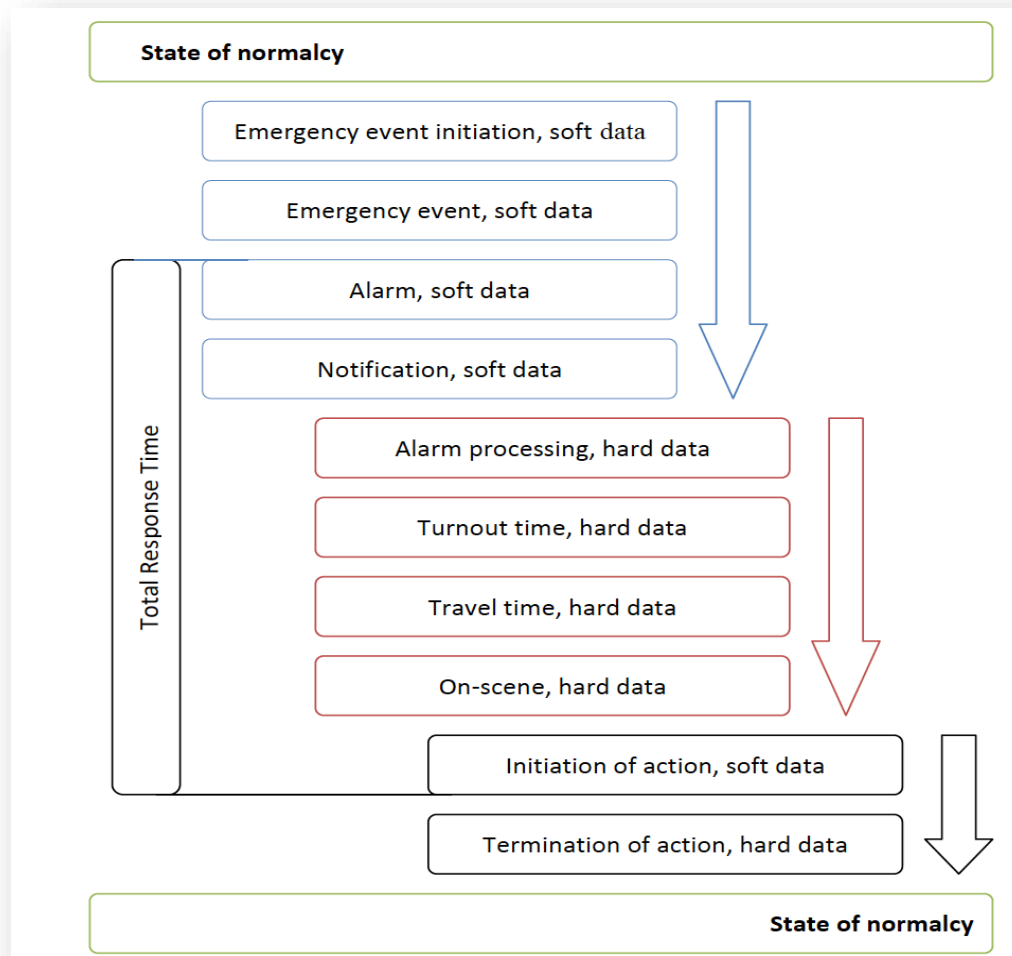 State of normalcy
Emergency event initiation, soft data
Emergency event, soft data
Alarm, soft data
Notification, soft data
Total Response Time
Alarm processing, hard data
Turnout time, hard data
Travel time, hard data
On-scene, hard data
Initiation of action, soft data
Termination of action, hard data
State of normalcy